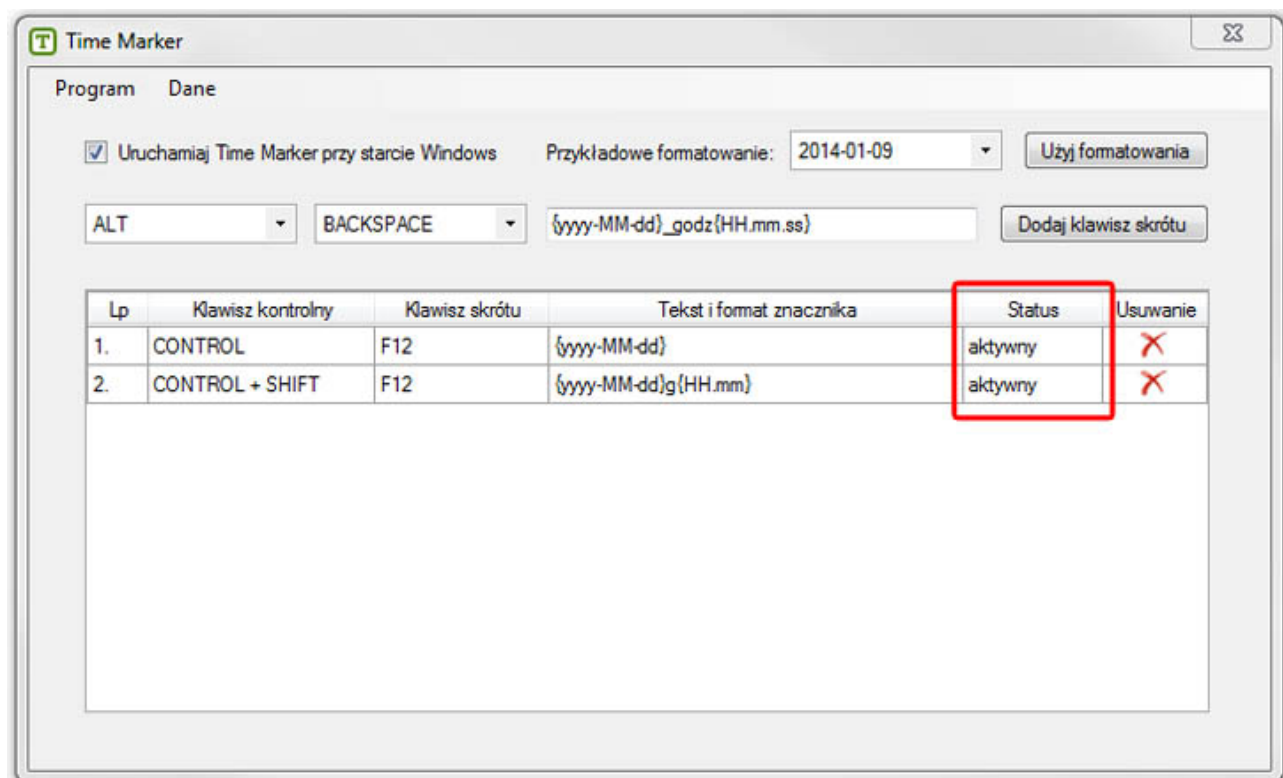 Time Marker
Program Dane
Uruchamiaj Time Marker przy starcie Windows Przykładowe formatowanie: 2014-01-09 Użyj formatowania
ALT BACKSPACE {yyyy-MM-dd}_godz{HH.mm.ss} Dodaj klawisz skrótu
Lp Klawisz kontrolny Klawisz skrótu Tekst i format znacznika Status Usuwanie
1. CONTROL F12 {yyyy-MM-dd} aktywny
2. CONTROL + SHIFT F12 {yyyy-MM-dd}g{HH.mm} aktywny